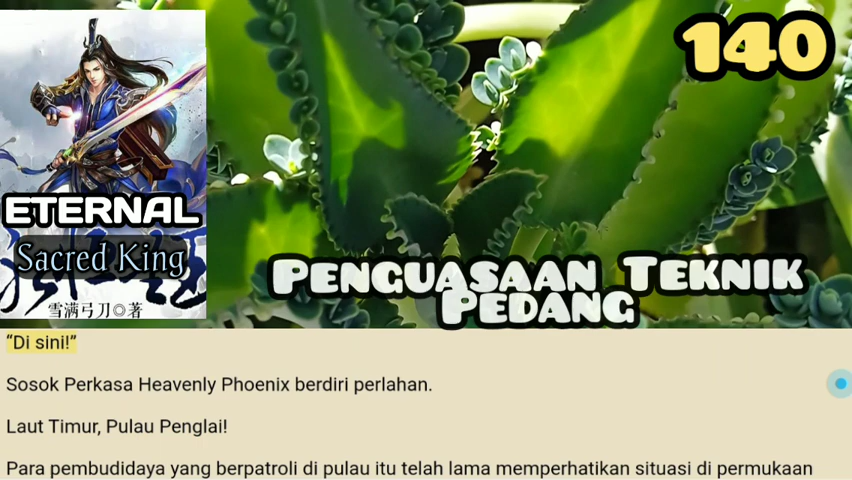 140
ETERNAL
Sacred King
雪满弓刀◎著
PENGUASAAN TEKNIK
PEDANG
“Di sini!”
Sosok Perkasa Heavenly Phoenix berdiri perlahan.
Laut Timur, Pulau Penglai!
Para pembudidaya yang berpatroli di pulau itu telah lama memperhatikan situasi di permukaan